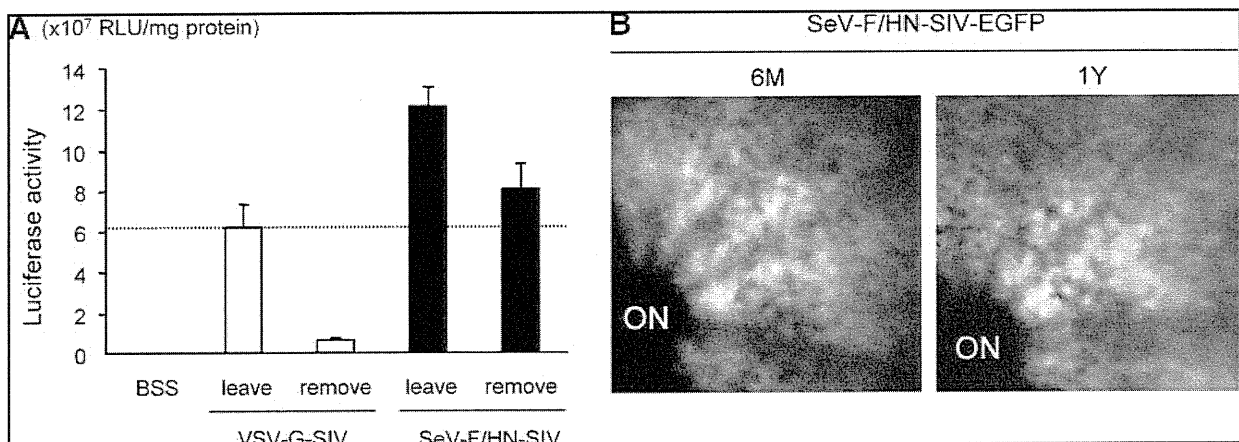 A (x10⁷ RLU/mg protein)
14
12
10
8
6
4
2
0
Luciferase activity
BSS
leave
remove
leave
remove
VSV-G-SIV
SeV-F/HN-SIV
B
SeV-F/HN-SIV-EGFP
6M
1Y
ON
ON